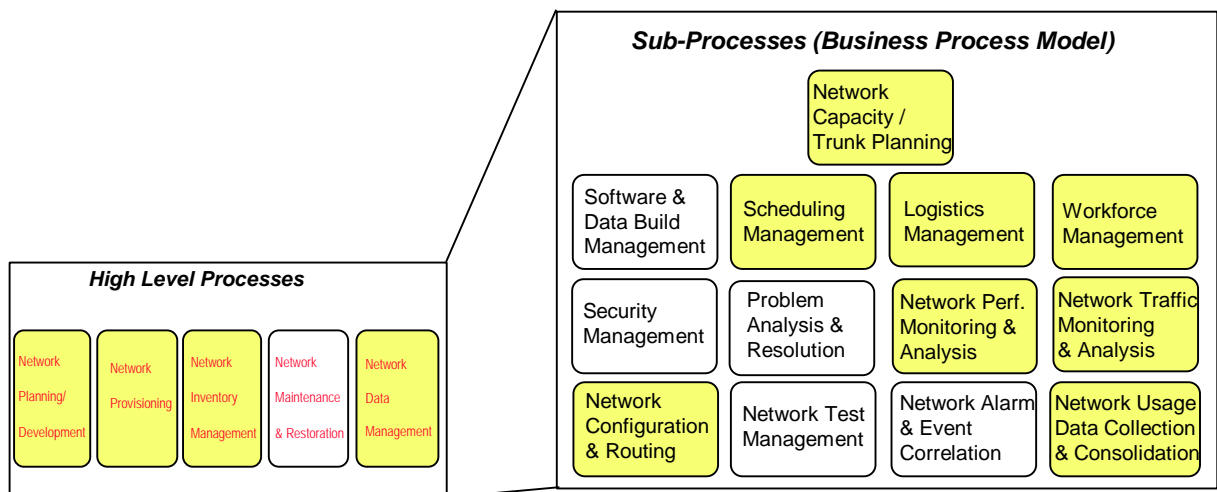 Sub-Processes (Business Process Model)
Network
Capacity /
Trunk Planning
Software &
Data Build
Management
Scheduling
Management
Logistics
Management
Workforce
Management
Security
Management
Problem
Analysis &
Resolution
Network Perf.
Monitoring &
Analysis
Network Traffic
Monitoring
& Analysis
Network
Configuration
& Routing
Network Test
Management
Network Alarm
& Event
Correlation
Network Usage
Data Collection
& Consolidation
High Level Processes
Network
Planning/
Development
Network
Provisioning
Network
Inventory
Management
Network
Maintenance
& Restoration
Network
Data
Management